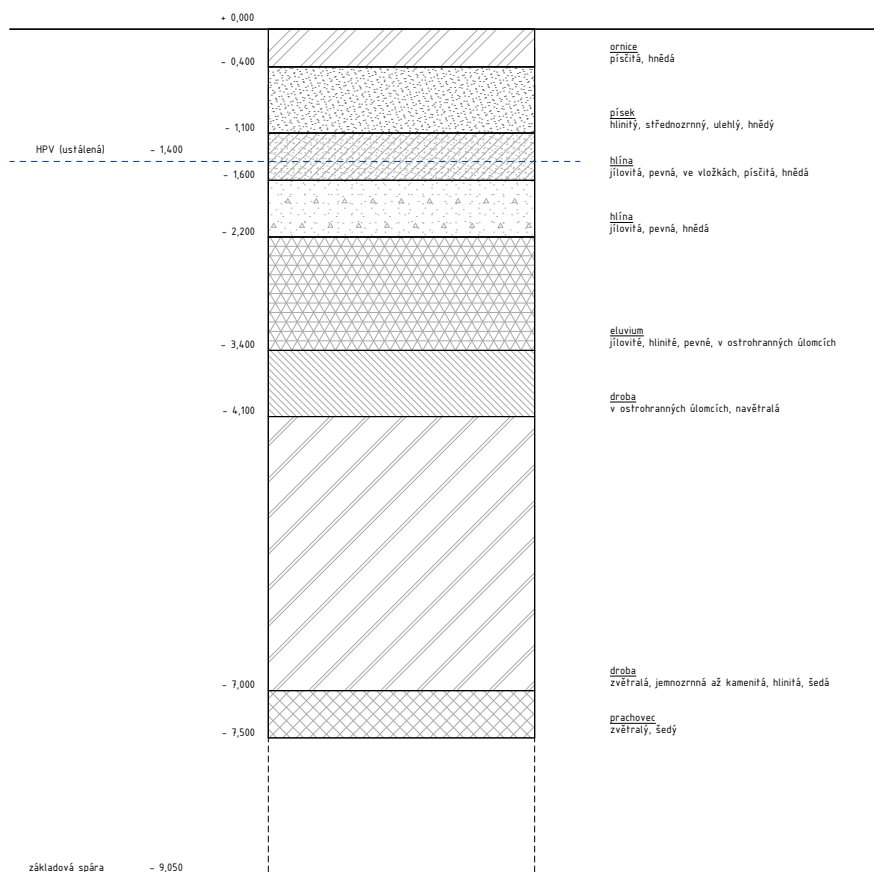 + 0,000
ornice
písčitá, hnědá
- 0,400
písek
hlinitý, střednozrnný, ulehlý, hnědý
- 1,100
HPV (ustálená) - 1,400
hlína
jílovitá, pevná, ve vložkách, písčitá, hnědá
- 1,600
hlína
jílovitá, pevná, hnědá
- 2,200
eluvium
jílovité, hlinité, pevné, v ostrohranných úlomcích
- 3,400
droba
v ostrohranných úlomcích, navětralá
- 4,100
droba
zvětralá, jemnozrnná až kamenitá, hlinitá, šedá
- 7,000
prachovec
zvětralý, šedý
- 7,500
základová spára - 9,050